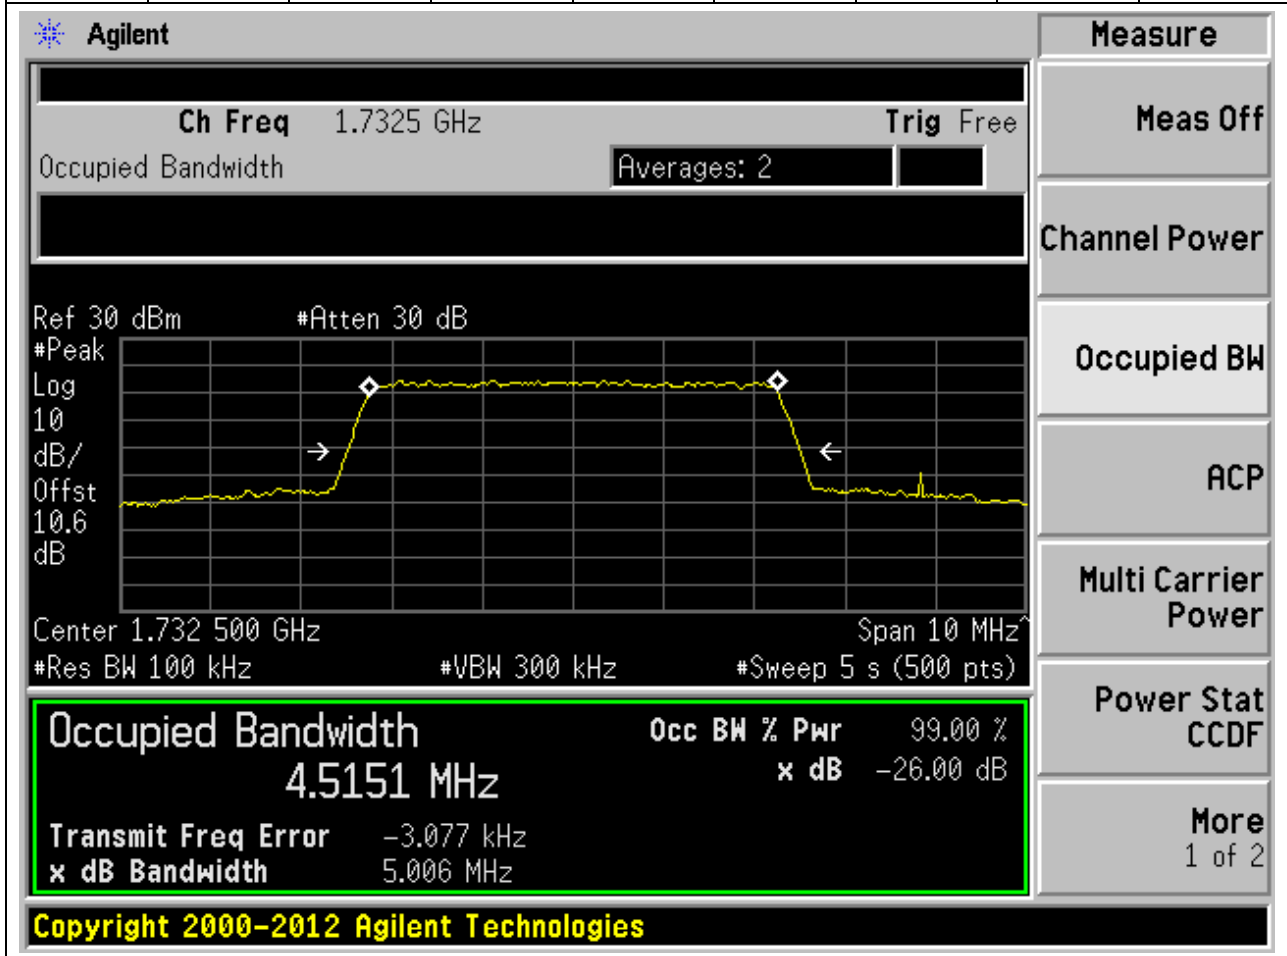 Agilent
Measure
Ch Freq 1.7325 GHz Trig Free
Meas Off
Occupied Bandwidth Averages: 2
Channel Power
Ref 30 dBm #Atten 30 dB
#Peak
Log
10
dB/
Offst
10.6
dB
Occupied BW
ACP
Multi Carrier
Power
Center 1.732 500 GHz Span 10 MHz^
#Res BW 100 kHz #VBW 300 kHz #Sweep 5 s (500 pts)
Power Stat
CCDF
Occupied Bandwidth Occ BW % Pwr 99.00 %
4.5151 MHz x dB -26.00 dB
Transmit Freq Error -3.077 kHz
x dB Bandwidth 5.006 MHz
More
1 of 2
Copyright 2000-2012 Agilent Technologies